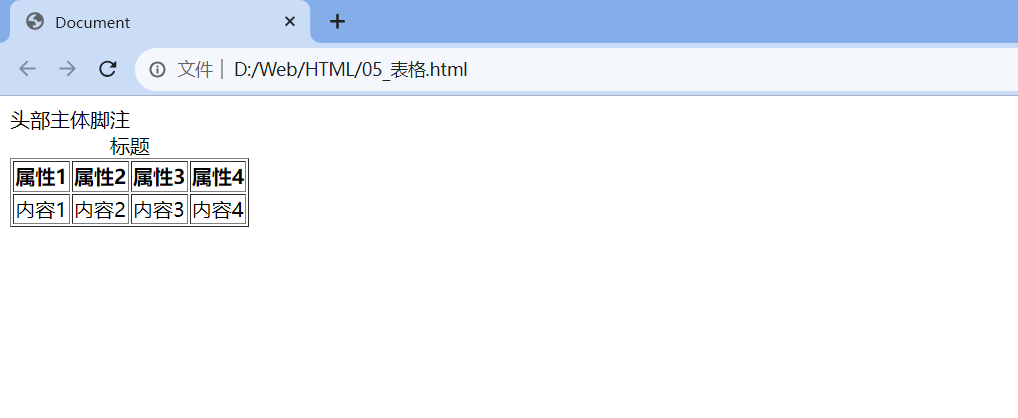 Document
文件 | D:/Web/HTML/05_表格.html
头部主体脚注
标题
属性1 属性2 属性3 属性4
内容1 内容2 内容3 内容4